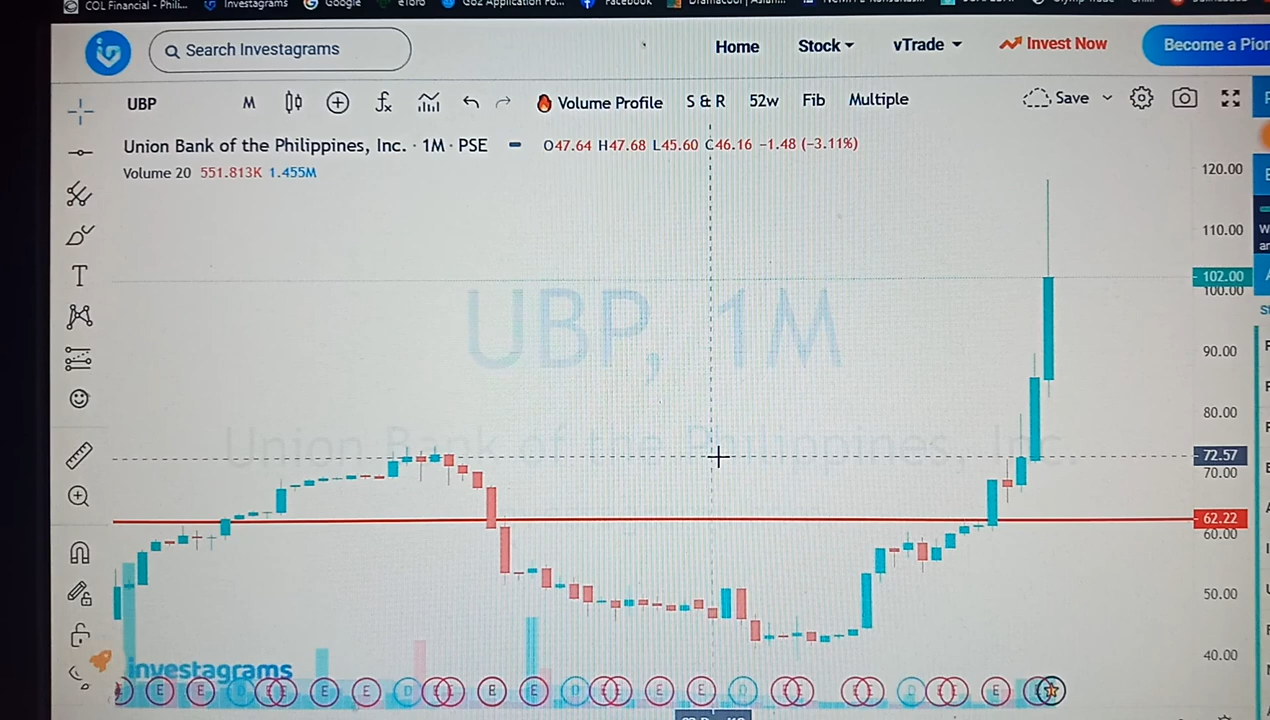 COL Financial - Phili...
Investagrams
Google
eToro
Facebook
Search Investagrams
Home
Stock
vTrade
Invest Now
Become a Pion
UBP
M
fx
Volume Profile
S & R
52w
Fib
Multiple
Save
Union Bank of the Philippines, Inc. · 1M · PSE
O47.64 H47.68 L45.60 C46.16 −1.48 (−3.11%)
Volume 20 551.813K 1.455M
120.00
110.00
102.00
100.00
90.00
80.00
72.57
70.00
62.22
60.00
50.00
40.00
UBP, 1M
Union Bank of the Philippines, Inc.
T
investagrams
E E D E E E E D E E E E D E E E E D E E E E D E E E